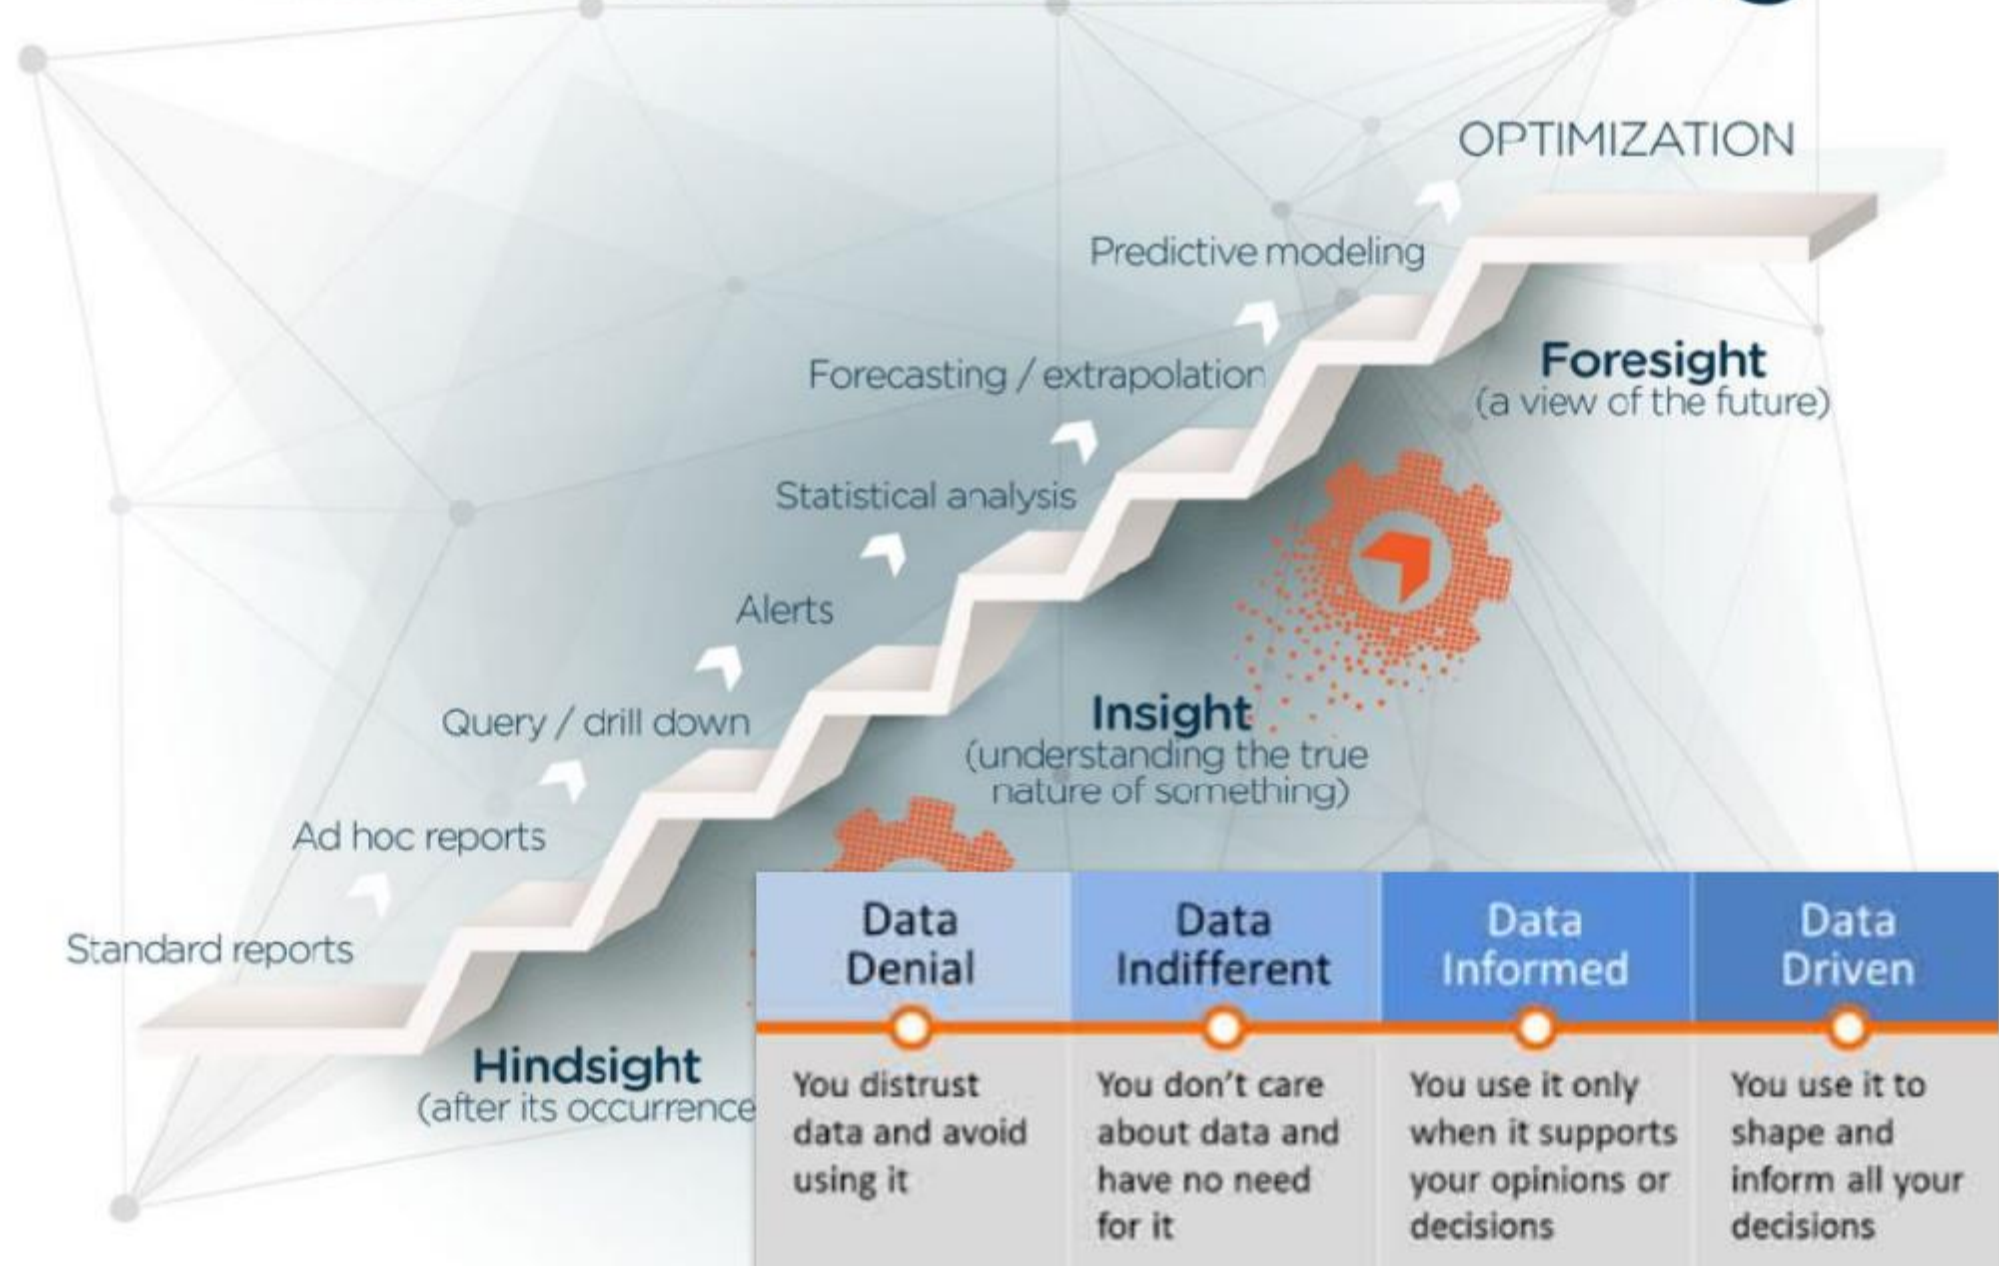 OPTIMIZATION
Predictive modeling
Forecasting / extrapolation
Statistical analysis
Alerts
Query / drill down
Ad hoc reports
Standard reports
Foresight
(a view of the future)
Insight
(understanding the true
nature of something)
Hindsight
(after its occurrence
Data
Denial
You distrust
data and avoid
using it
Data
Indifferent
You don't care
about data and
have no need
for it
Data
Informed
You use it only
when it supports
your opinions or
decisions
Data
Driven
You use it to
shape and
inform all your
decisions